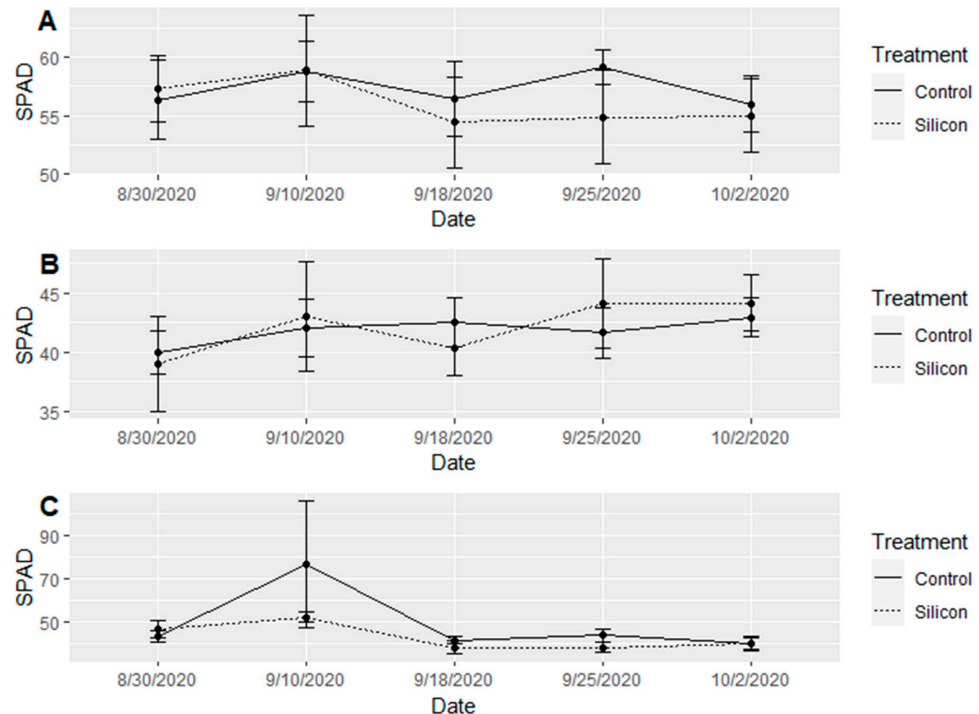 A
60
55
50
SPAD
8/30/2020 9/10/2020 9/18/2020 9/25/2020 10/2/2020
Date
Treatment
Control
Silicon
B
45
40
35
SPAD
8/30/2020 9/10/2020 9/18/2020 9/25/2020 10/2/2020
Date
Treatment
Control
Silicon
C
90
70
50
SPAD
8/30/2020 9/10/2020 9/18/2020 9/25/2020 10/2/2020
Date
Treatment
Control
Silicon